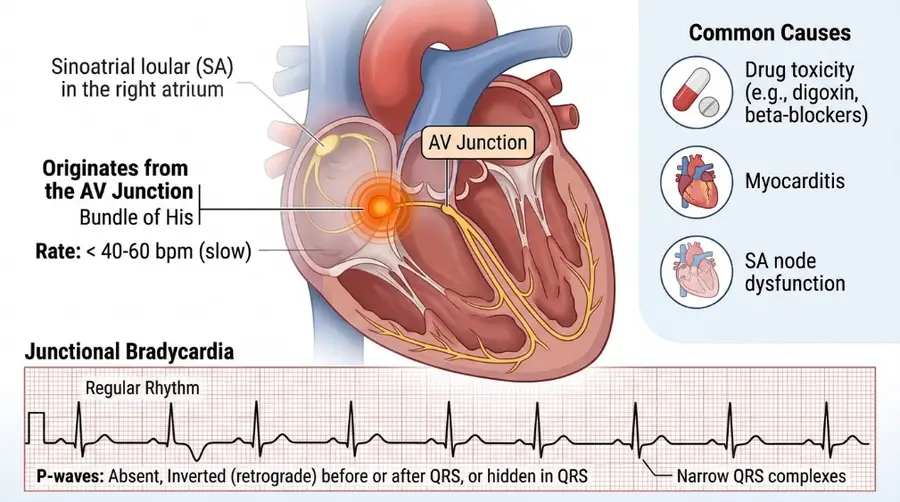 Sinoatrial loular (SA)
in the right atrium
Originates from
the AV Junction
Bundle of His
Rate: < 40-60 bpm (slow)
AV Junction
Common Causes
Drug toxicity
(e.g., digoxin,
beta-blockers)
Myocarditis
SA node
dysfunction
Junctional Bradycardia
Regular Rhythm
P-waves: Absent, Inverted (retrograde) before or after QRS, or hidden in QRS
Narrow QRS complexes